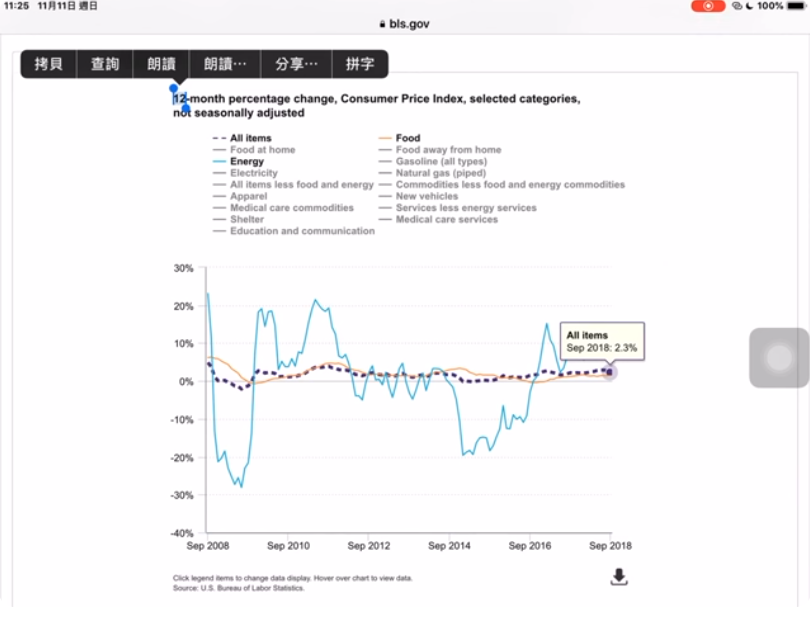 11:25 11月11日 週日
100%
bls.gov
拷貝 查詢 朗讀 朗讀⋯ 分享⋯ 拼字
12-month percentage change, Consumer Price Index, selected categories,
not seasonally adjusted
All items Food
Food at home Food away from home
Energy Gasoline (all types)
Electricity Natural gas (piped)
All items less food and energy Commodities less food and energy commodities
Apparel New vehicles
Medical care commodities Services less energy services
Shelter Medical care services
Education and communication
30%
20%
10%
0%
-10%
-20%
-30%
-40%
All items
Sep 2018: 2.3%
Sep 2008 Sep 2010 Sep 2012 Sep 2014 Sep 2016 Sep 2018
Click legend items to change data display. Hover over chart to view data.
Source: U.S. Bureau of Labor Statistics.